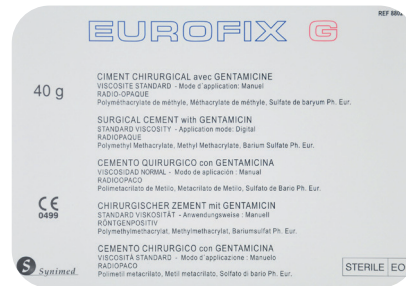 REF 880
EUROFIX G
40 g
CIMENT CHIRURGICAL avec GENTAMICINE
VISCOSITE STANDARD - Mode d'application: Manuel
RADIO-OPAQUE
Polyméthacrylate de méthyle, Méthacrylate de méthyle, Sulfate de baryum Ph. Eur.
SURGICAL CEMENT with GENTAMICIN
STANDARD VISCOSITY - Application mode: Digital
RADIOPAQUE
Polymethyl Methacrylate, Methyl Methacrylate, Barium Sulfate Ph. Eur.
CEMENTO QUIRURGICO con GENTAMICINA
VISCOSIDAD NORMAL - Modo de aplicación : Manual
RADIOOPACO
Polimetacrilato de Metilo, Metacrilato de Metilo, Sulfato de Bario Ph. Eur.
CHIRURGISCHER ZEMENT mit GENTAMICIN
STANDARD VISKOSITÄT - Anwendungsweise : Manuell
RÖNTGENPOSITIV
Polymethylmethacrylat, Methylmethacrylat, Bariumsulfat Ph. Eur.
CEMENTO CHIRURGICO con GENTAMICINA
VISCOSITÀ STANDARD - Modo d'applicazione : Manuelo
RADIOPACO
Polimetil metacrilato, Metil metacrilato, Solfato di bario Ph. Eur.
CE
0499
S Synimed
STERILE EO